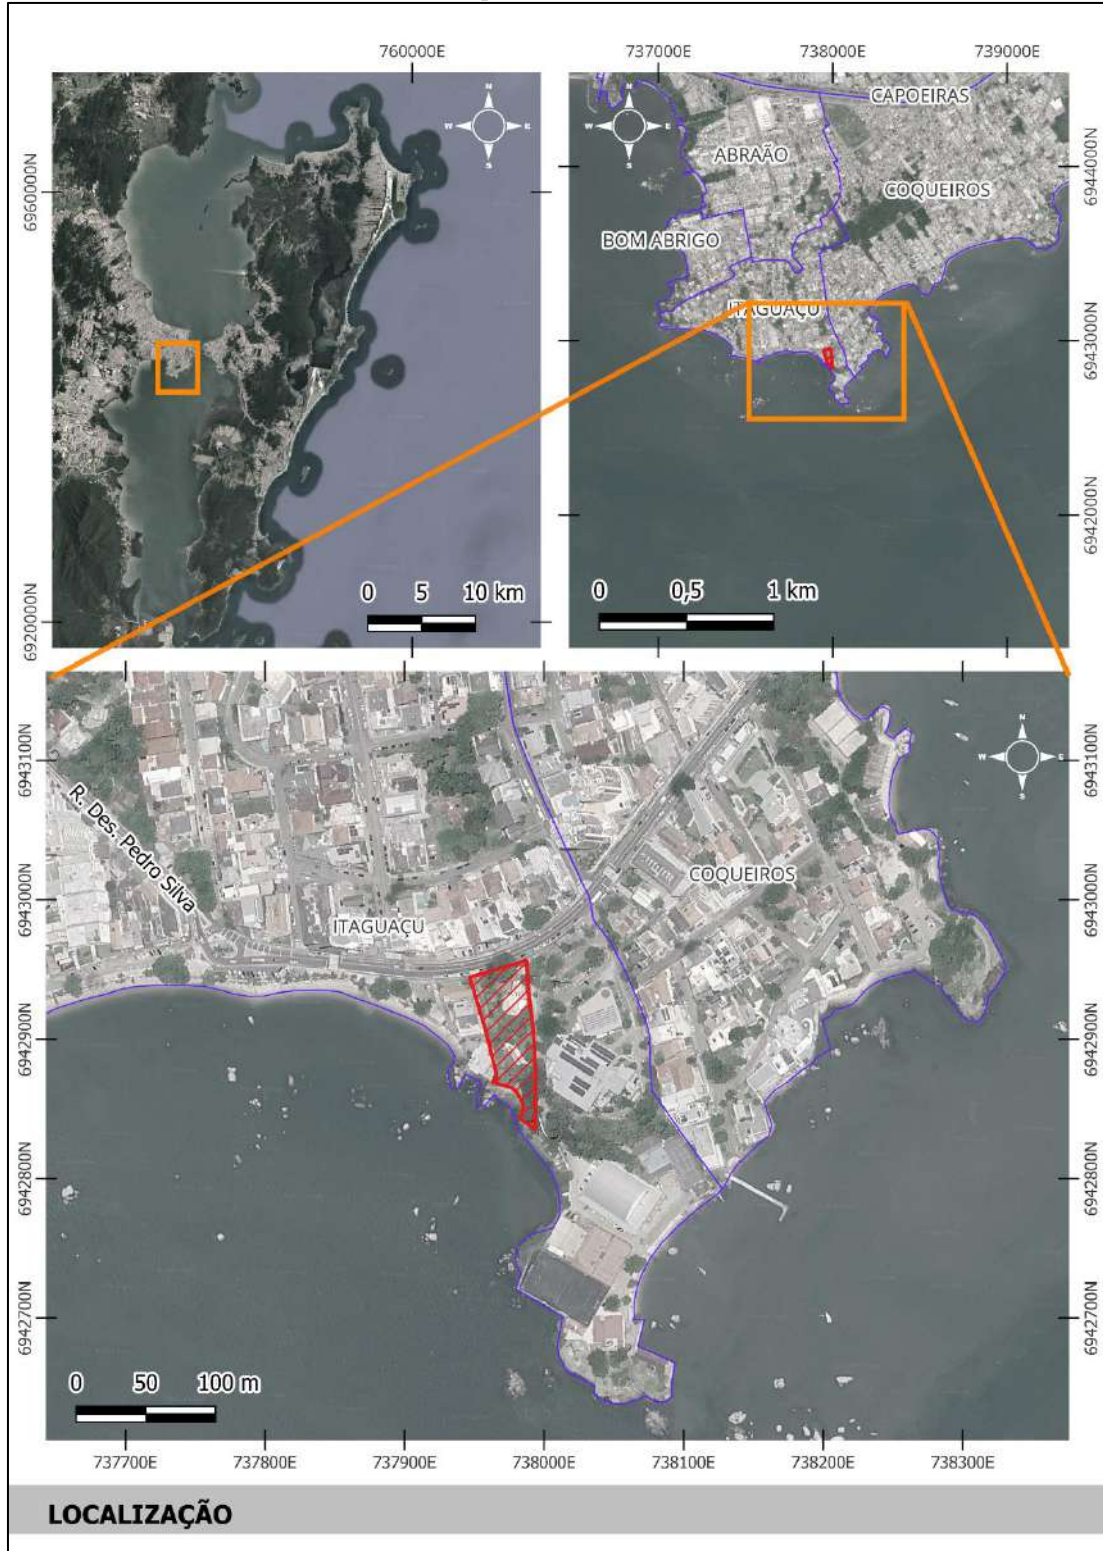 760000E
737000E 738000E 739000E
6960000N
6920000N
N
W E
S
0 5 10 km
N
W E
S
CAPOEIRAS
ABRAÃO
COQUEIROS
BOM ABRIGO
ITAGUAÇU
6944000N
6943000N
6942000N
0 0,5 1 km
6943100N
6943000N
6942900N
6942800N
6942700N
N
W E
S
R. Des. Pedro Silva
ITAGUAÇU
COQUEIROS
6943100N
6943000N
6942900N
6942800N
6942700N
0 50 100 m
737700E 737800E 737900E 738000E 738100E 738200E 738300E
LOCALIZAÇÃO